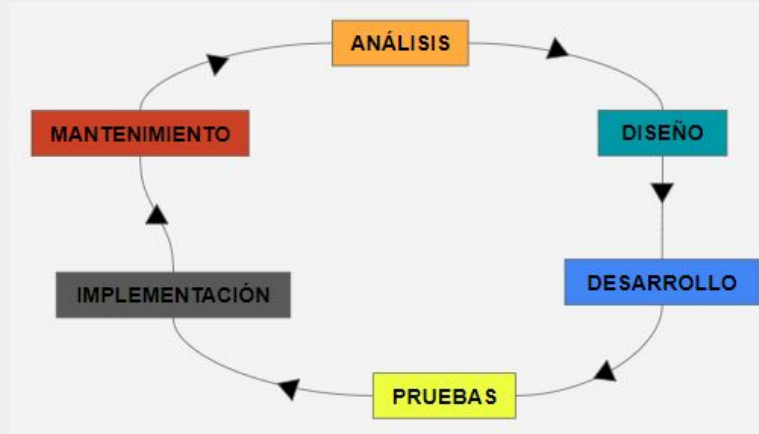 ANÁLISIS
DISEÑO
DESARROLLO
PRUEBAS
IMPLEMENTACIÓN
MANTENIMIENTO